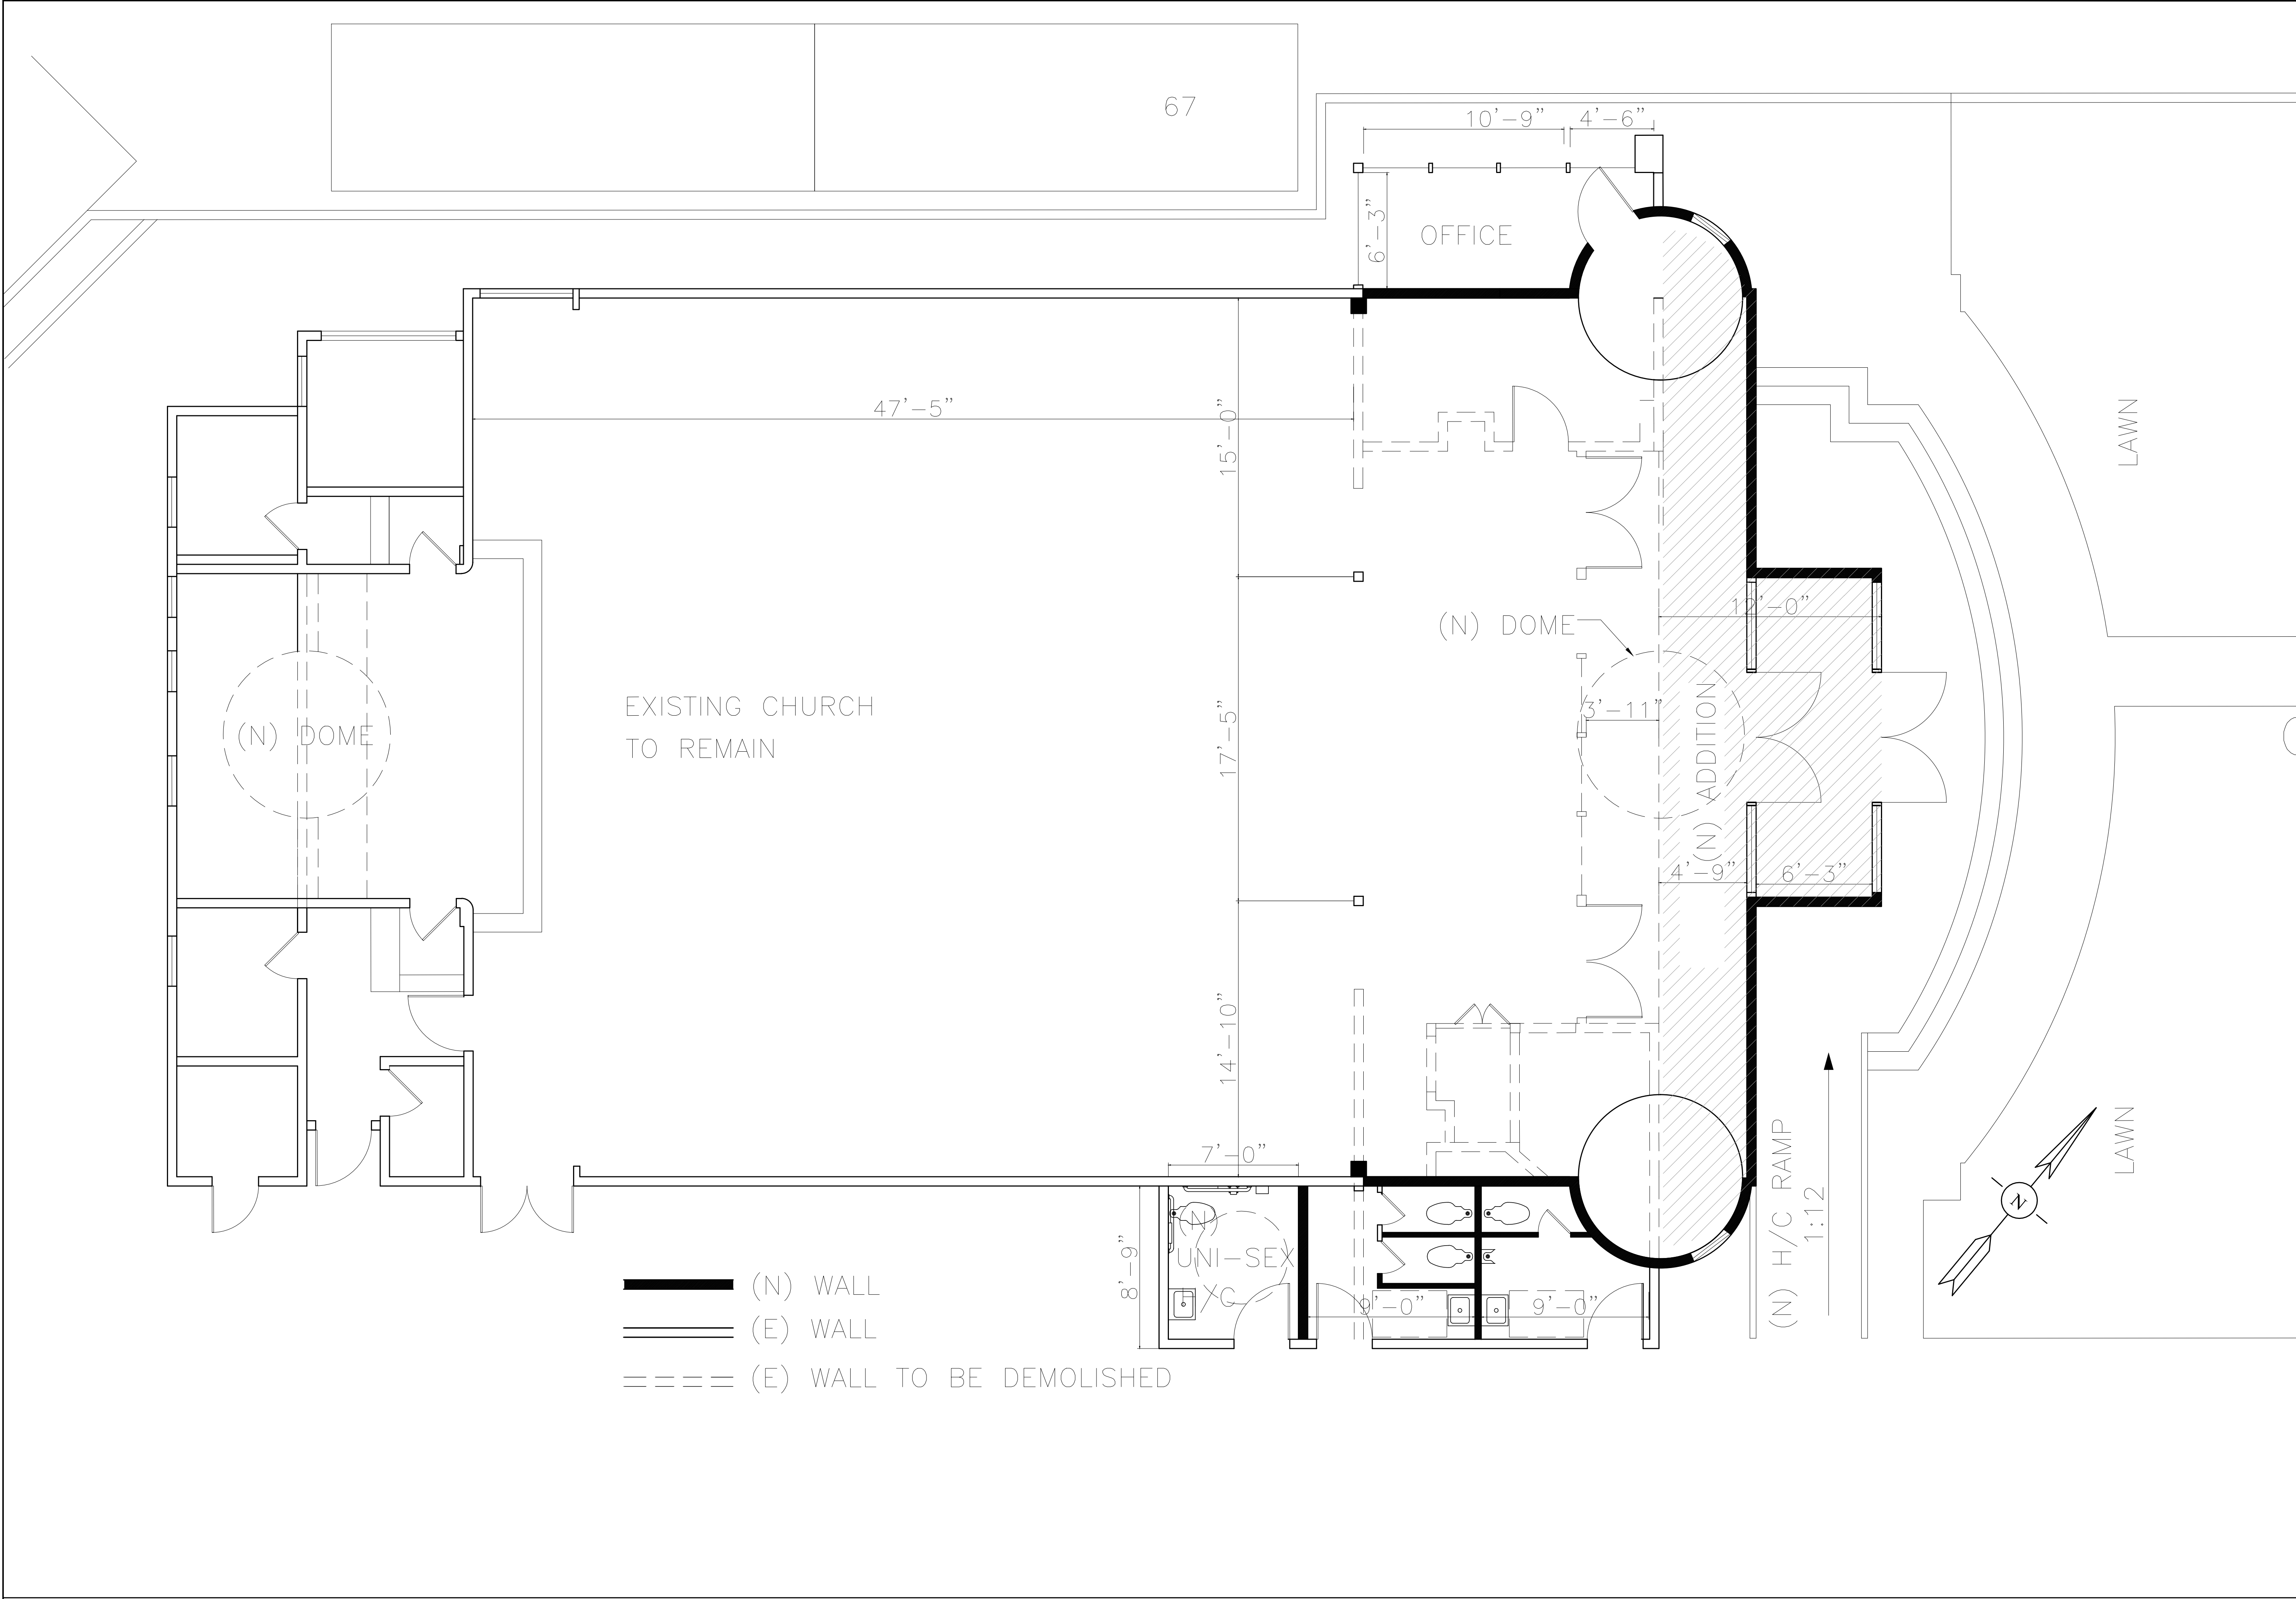 67
10'-9"
4'-6"
6'-3"
OFFICE
47'-5"
15'-0"
LAWN
12'-0"
(N) DOME
3'-11"
(N) ADDITION
EXISTING CHURCH
TO REMAIN
(N) DOME
17'-5"
4'-9"
6'-3"
14'-10"
7'-0"
8'-9"
(N)
UNI-SEX
9'-0"
9'-0"
(N) H/C RAMP
1:12
N
LAWN
(N) WALL
(E) WALL
(E) WALL TO BE DEMOLISHED